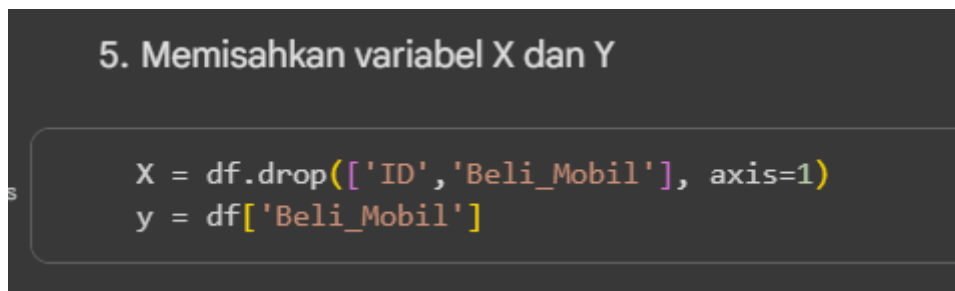 5. Memisahkan variabel X dan Y
s
X = df.drop(['ID','Beli_Mobil'], axis=1)
y = df['Beli_Mobil']